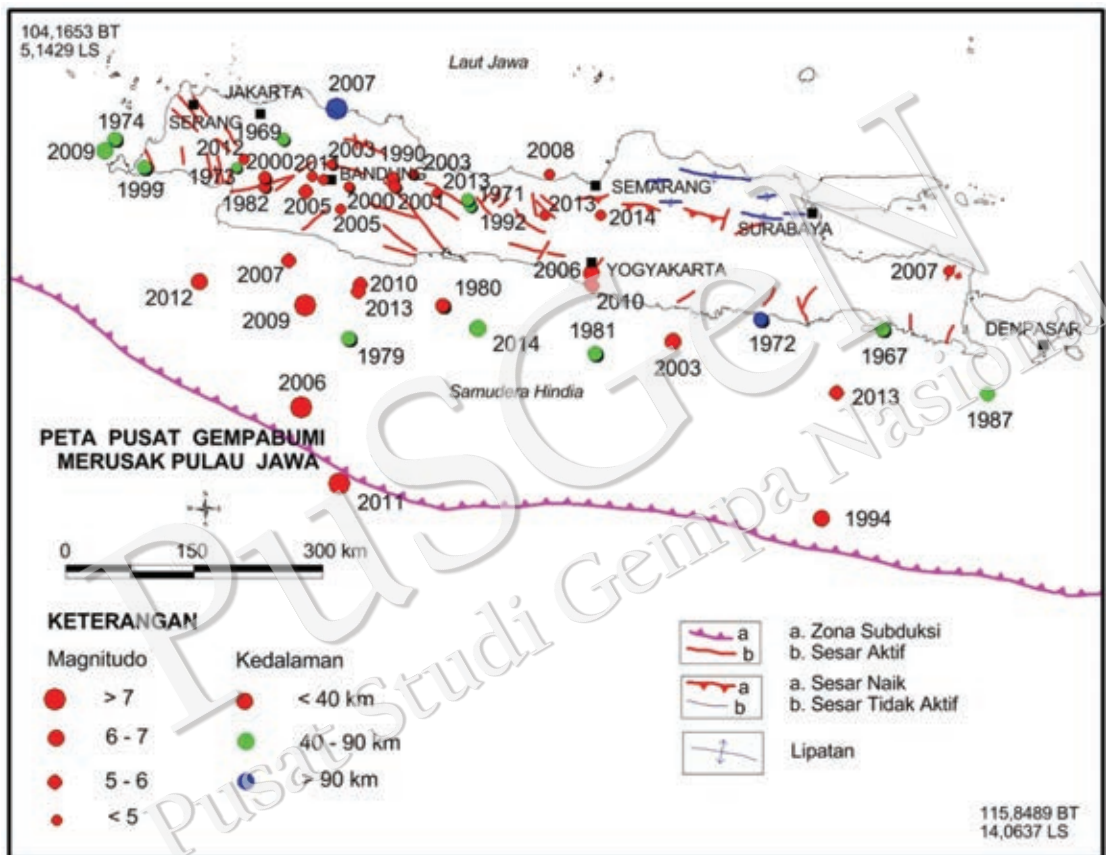 104,1653 BT
5,1429 LS
Laut Jawa
2007
JAKARTA
SERANG
1974
1969
2009
2012
2003
1990
2003
2008
2000
2011
1999
1973
BANDUNG
2013
1971
SEMARANG
1982
2005
2000
2001
1992
2013
2014
2005
SURABAYA
2007
2012
2010
1980
2006
YOGYAKARTA
2007
2009
2013
2010
1979
2014
1981
2003
1972
1967
DENPASAR
2006
Samudera Hindia
2013
1987
PETA PUSAT GEMPABUMI
MERUSAK PULAU JAWA
2011
1994
0 150 300 km
KETERANGAN
Magnitudo
> 7
6 - 7
5 - 6
< 5
Kedalaman
< 40 km
40 - 90 km
> 90 km
a a. Zona Subduksi
b b. Sesar Aktif
a a. Sesar Naik
b b. Sesar Tidak Aktif
Lipatan
115,8489 BT
14,0637 LS
PuSGeN
Pusat Studi Gempa Nasional